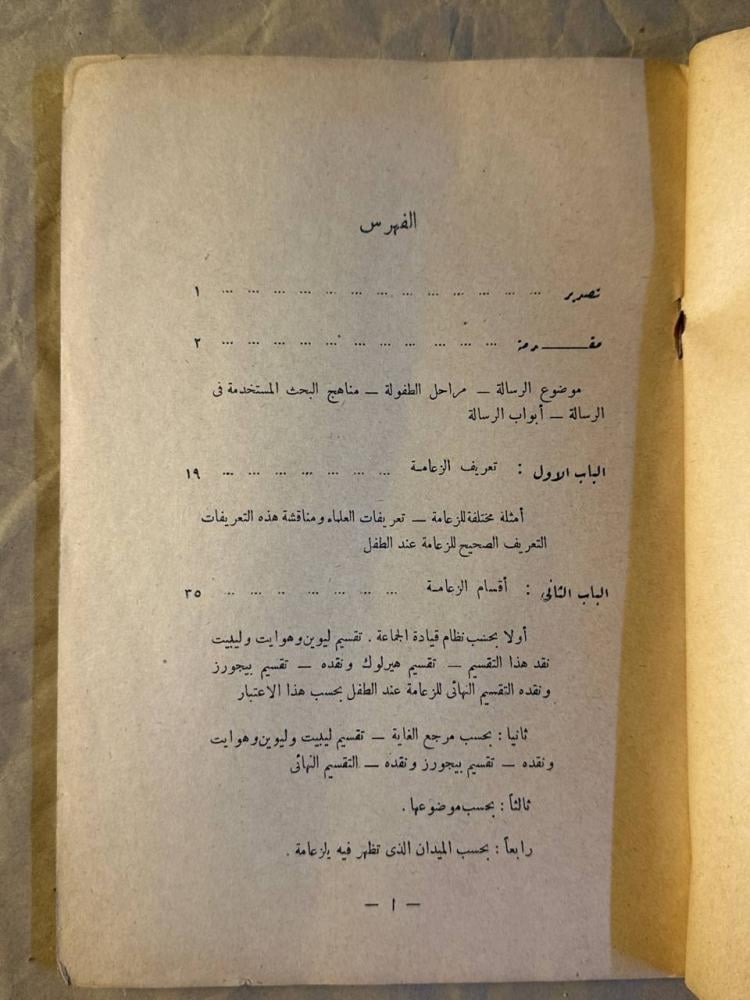 الفهرس
تصدير ... ... ... ... ... ... ... ... ... ... ... ... ... ١
مقـــــدمة ... ... ... ... ... ... ... ... ... ... ... ٢
موضوع الرسالة — مراحل الطفولة — مناهج البحث المستخدمة فى
الرسالة — أبواب الرسالة
الباب الاول : تعريف الزعامة ... ... ... ... ... ... ... ١٩
أمثلة مختلفة للزعامة — تعريفات العلماء ومناقشة هذه التعريفات
التعريف الصحيح للزعامة عند الطفل
الباب الثانى : أقسام الزعامة ... ... ... ... ... .. ... ٣٥
أولا بحسب نظام قيادة الجماعة . تقسيم ليوين وهوايت وليبيت
نقد هذا التقسيم — تقسيم هيرلوك ونقده — تقسيم بيجورز
ونقده التقسيم النهائى للزعامة عند الطفل بحسب هذا الاعتبار
ثانيا : بحسب مرجع الغاية — تقسيم ليبيت وليوين وهوايت
ونقده — تقسيم بيجورز ونقده — التقسيم النهائى
ثالثاً : بحسب موضوعها .
رابعاً : بحسب الميدان الذى تظهر فيه يلزعامة .
— ١ —